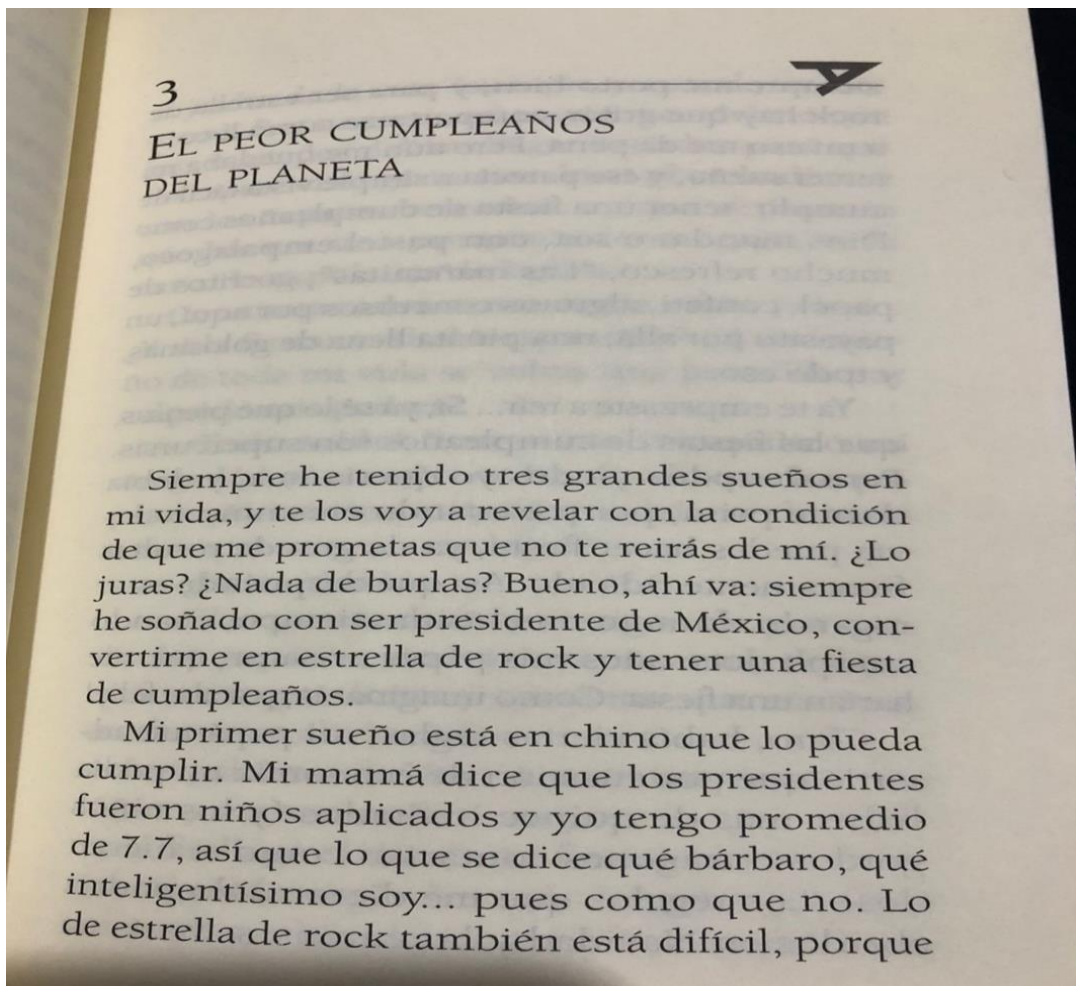 3
EL PEOR CUMPLEAÑOS
DEL PLANETA
Siempre he tenido tres grandes sueños en
mi vida, y te los voy a revelar con la condición
de que me prometas que no te reirás de mí. ¿Lo
juras? ¿Nada de burlas? Bueno, ahí va: siempre
he soñado con ser presidente de México, con-
vertirme en estrella de rock y tener una fiesta
de cumpleaños.
Mi primer sueño está en chino que lo pueda
cumplir. Mi mamá dice que los presidentes
fueron niños aplicados y yo tengo promedio
de 7.7, así que lo que se dice qué bárbaro, qué
inteligentísimo soy... pues como que no. Lo
de estrella de rock también está difícil, porque